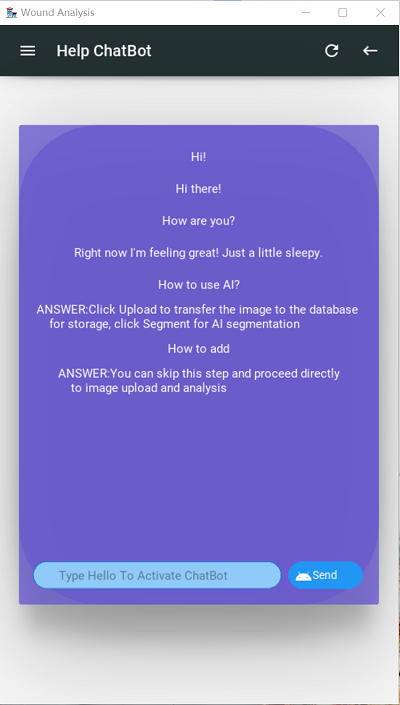 Wound Analysis
Help ChatBot
Hi!
Hi there!
How are you?
Right now I'm feeling great! Just a little sleepy.
How to use AI?
ANSWER:Click Upload to transfer the image to the database
for storage, click Segment for AI segmentation
How to add
ANSWER:You can skip this step and proceed directly
to image upload and analysis
Type Hello To Activate ChatBot
Send